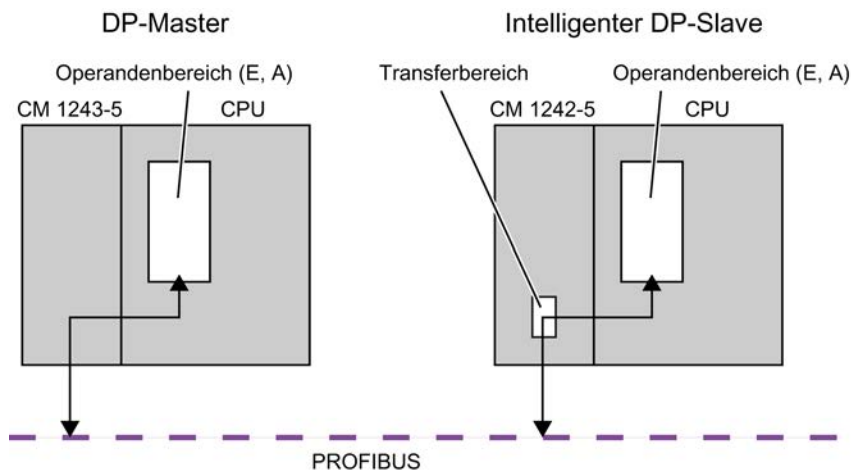 DP-Master
Intelligenter DP-Slave
Operandenbereich (E, A)
Transferbereich
Operandenbereich (E, A)
CM 1243-5
CPU
CM 1242-5
CPU
PROFIBUS